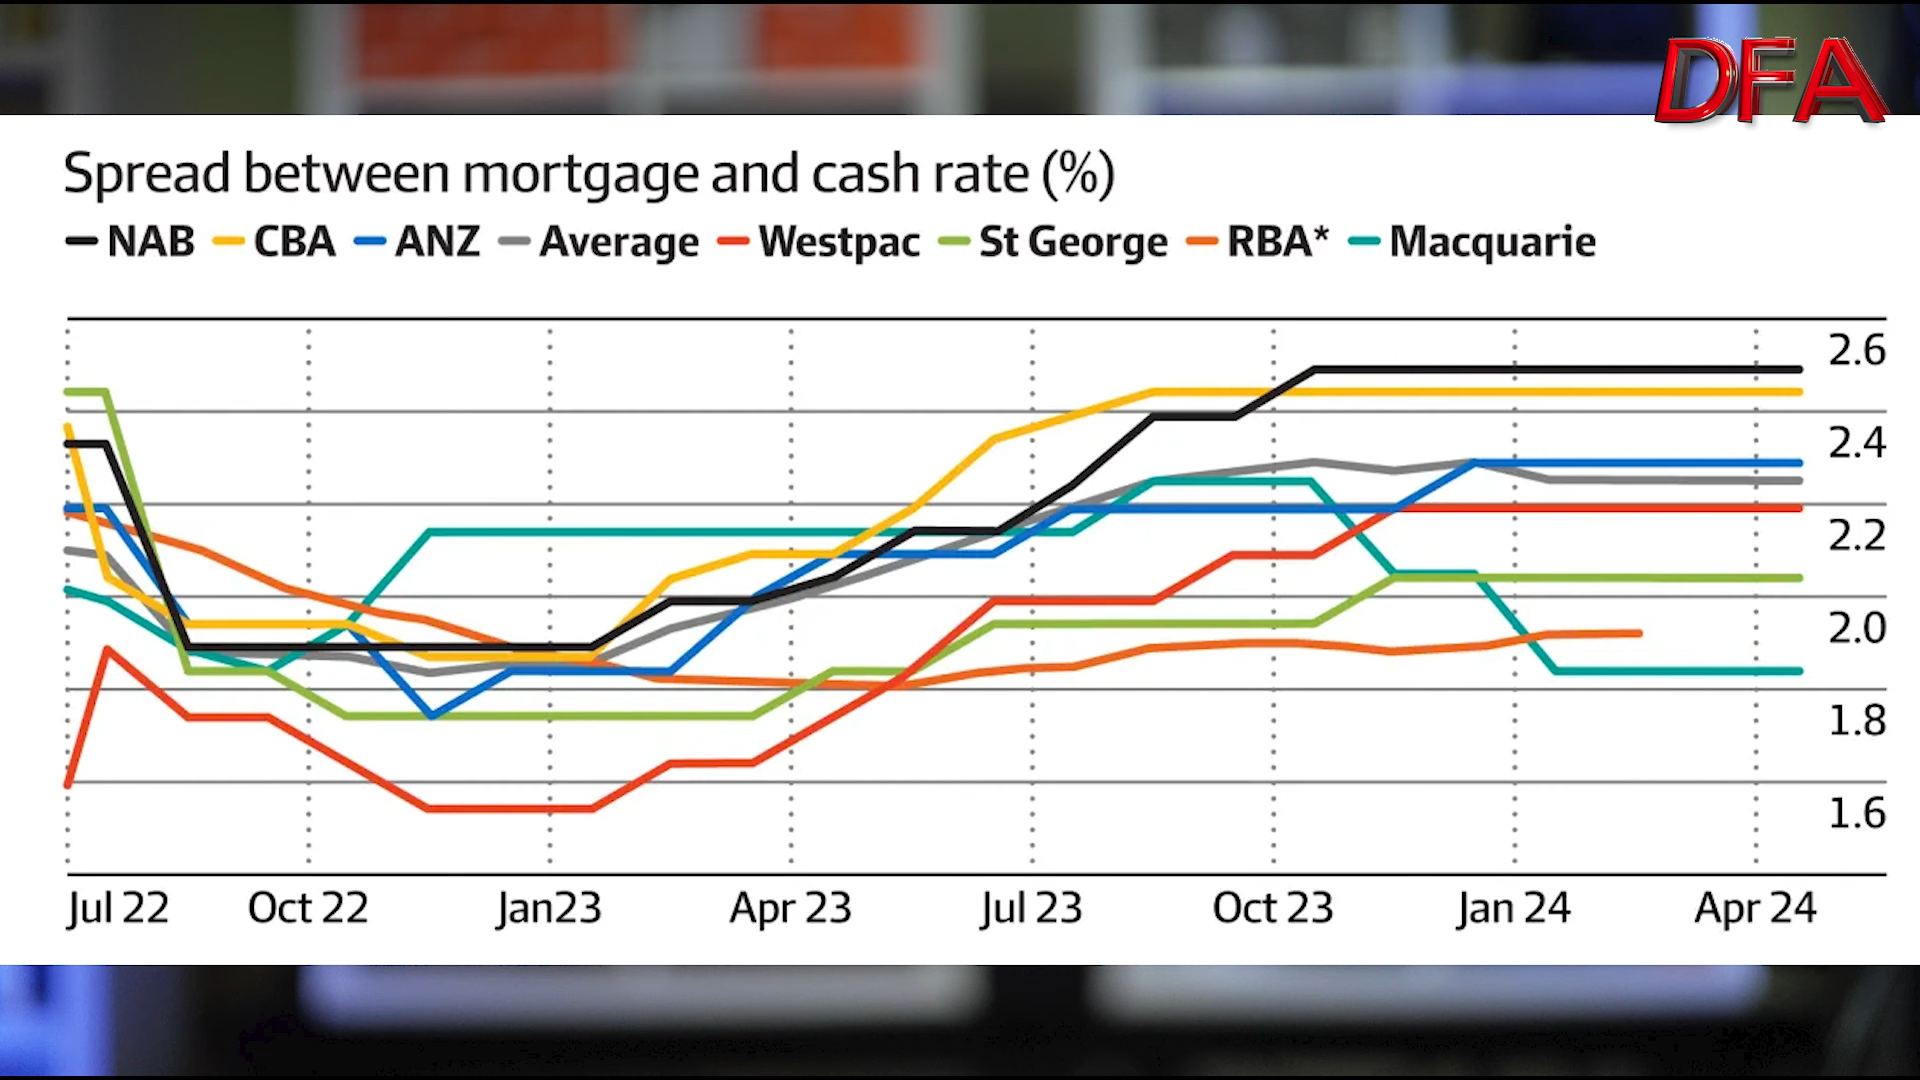 DFA
Spread between mortgage and cash rate (%)
NAB CBA ANZ Average Westpac St George RBA* Macquarie
2.6
2.4
2.2
2.0
1.8
1.6
Jul 22 Oct 22 Jan23 Apr 23 Jul 23 Oct 23 Jan 24 Apr 24